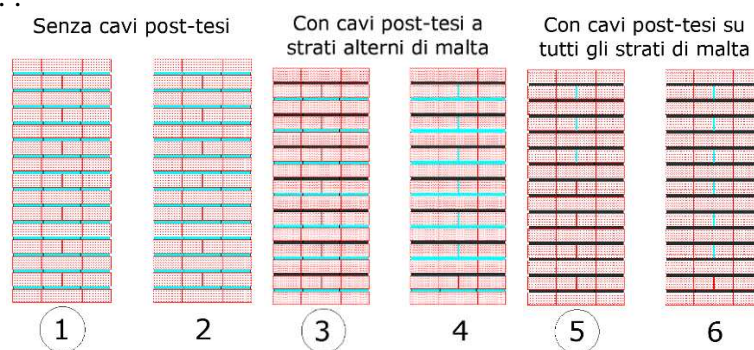 Senza cavi post-tesi
Con cavi post-tesi a
strati alterni di malta
Con cavi post-tesi su
tutti gli strati di malta
1 2 3 4 5 6